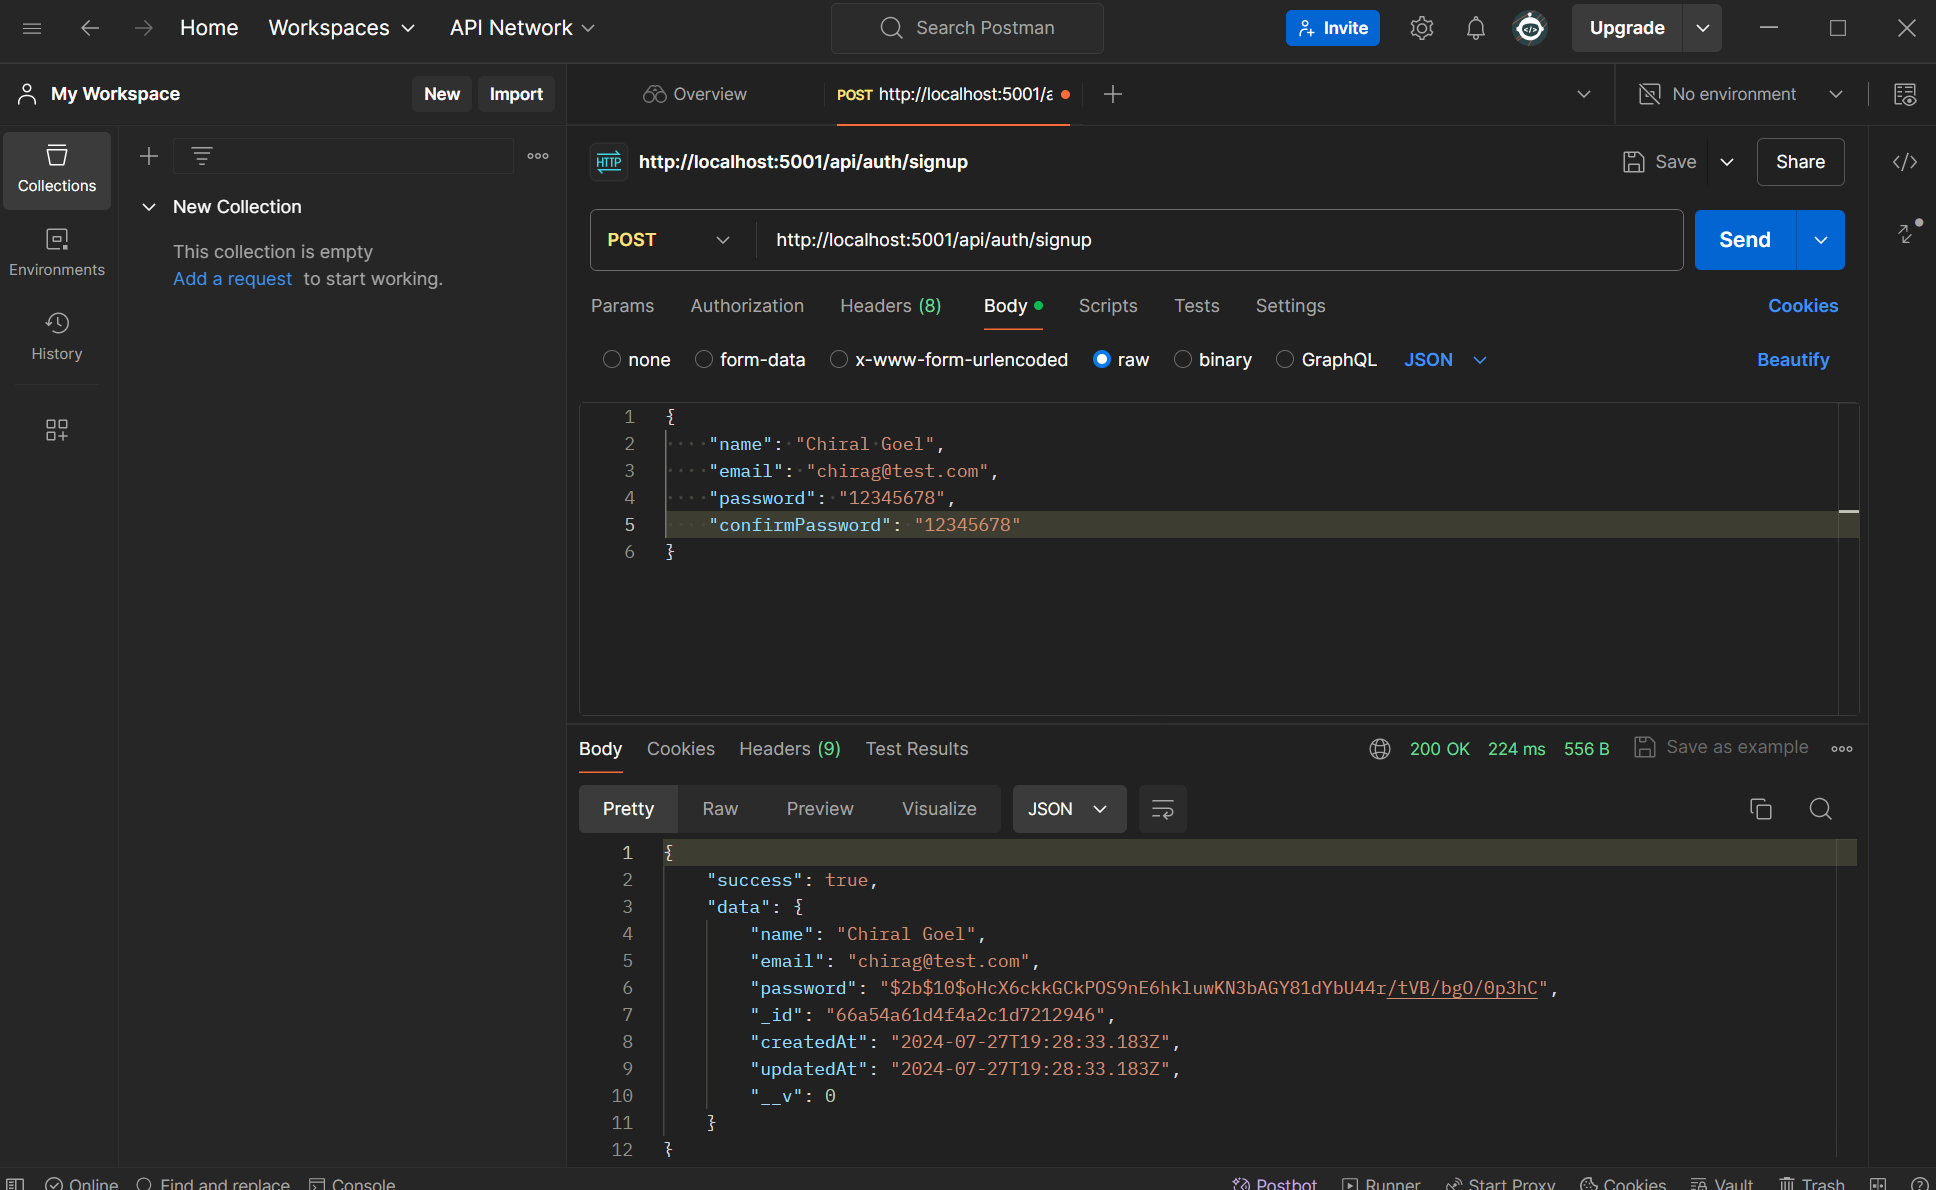 Home Workspaces API Network Search Postman Invite Upgrade
My Workspace New Import Overview POST http://localhost:5001/a No environment
Collections
Environments
History
New Collection
This collection is empty
Add a request to start working.
HTTP http://localhost:5001/api/auth/signup Save Share
POST http://localhost:5001/api/auth/signup Send
Params Authorization Headers (8) Body Scripts Tests Settings Cookies
none form-data x-www-form-urlencoded raw binary GraphQL JSON Beautify
1 {
2 "name": "Chiral Goel",
3 "email": "chirag@test.com",
4 "password": "12345678",
5 "confirmPassword": "12345678"
6 }
Body Cookies Headers (9) Test Results 200 OK 224 ms 556 B Save as example
Pretty Raw Preview Visualize JSON
1 {
2 "success": true,
3 "data": {
4 "name": "Chiral Goel",
5 "email": "chirag@test.com",
6 "password": "$2b$10$oHcX6ckkGCkPOS9nE6hkluwKN3bAGY81dYbU44r/tVB/bgO/0p3hC",
7 "_id": "66a54a61d4f4a2c1d7212946",
8 "createdAt": "2024-07-27T19:28:33.183Z",
9 "updatedAt": "2024-07-27T19:28:33.183Z",
10 "__v": 0
11 }
12 }
Online Find and replace Console Postbot Runner Start Proxy Cookies Vault Trash